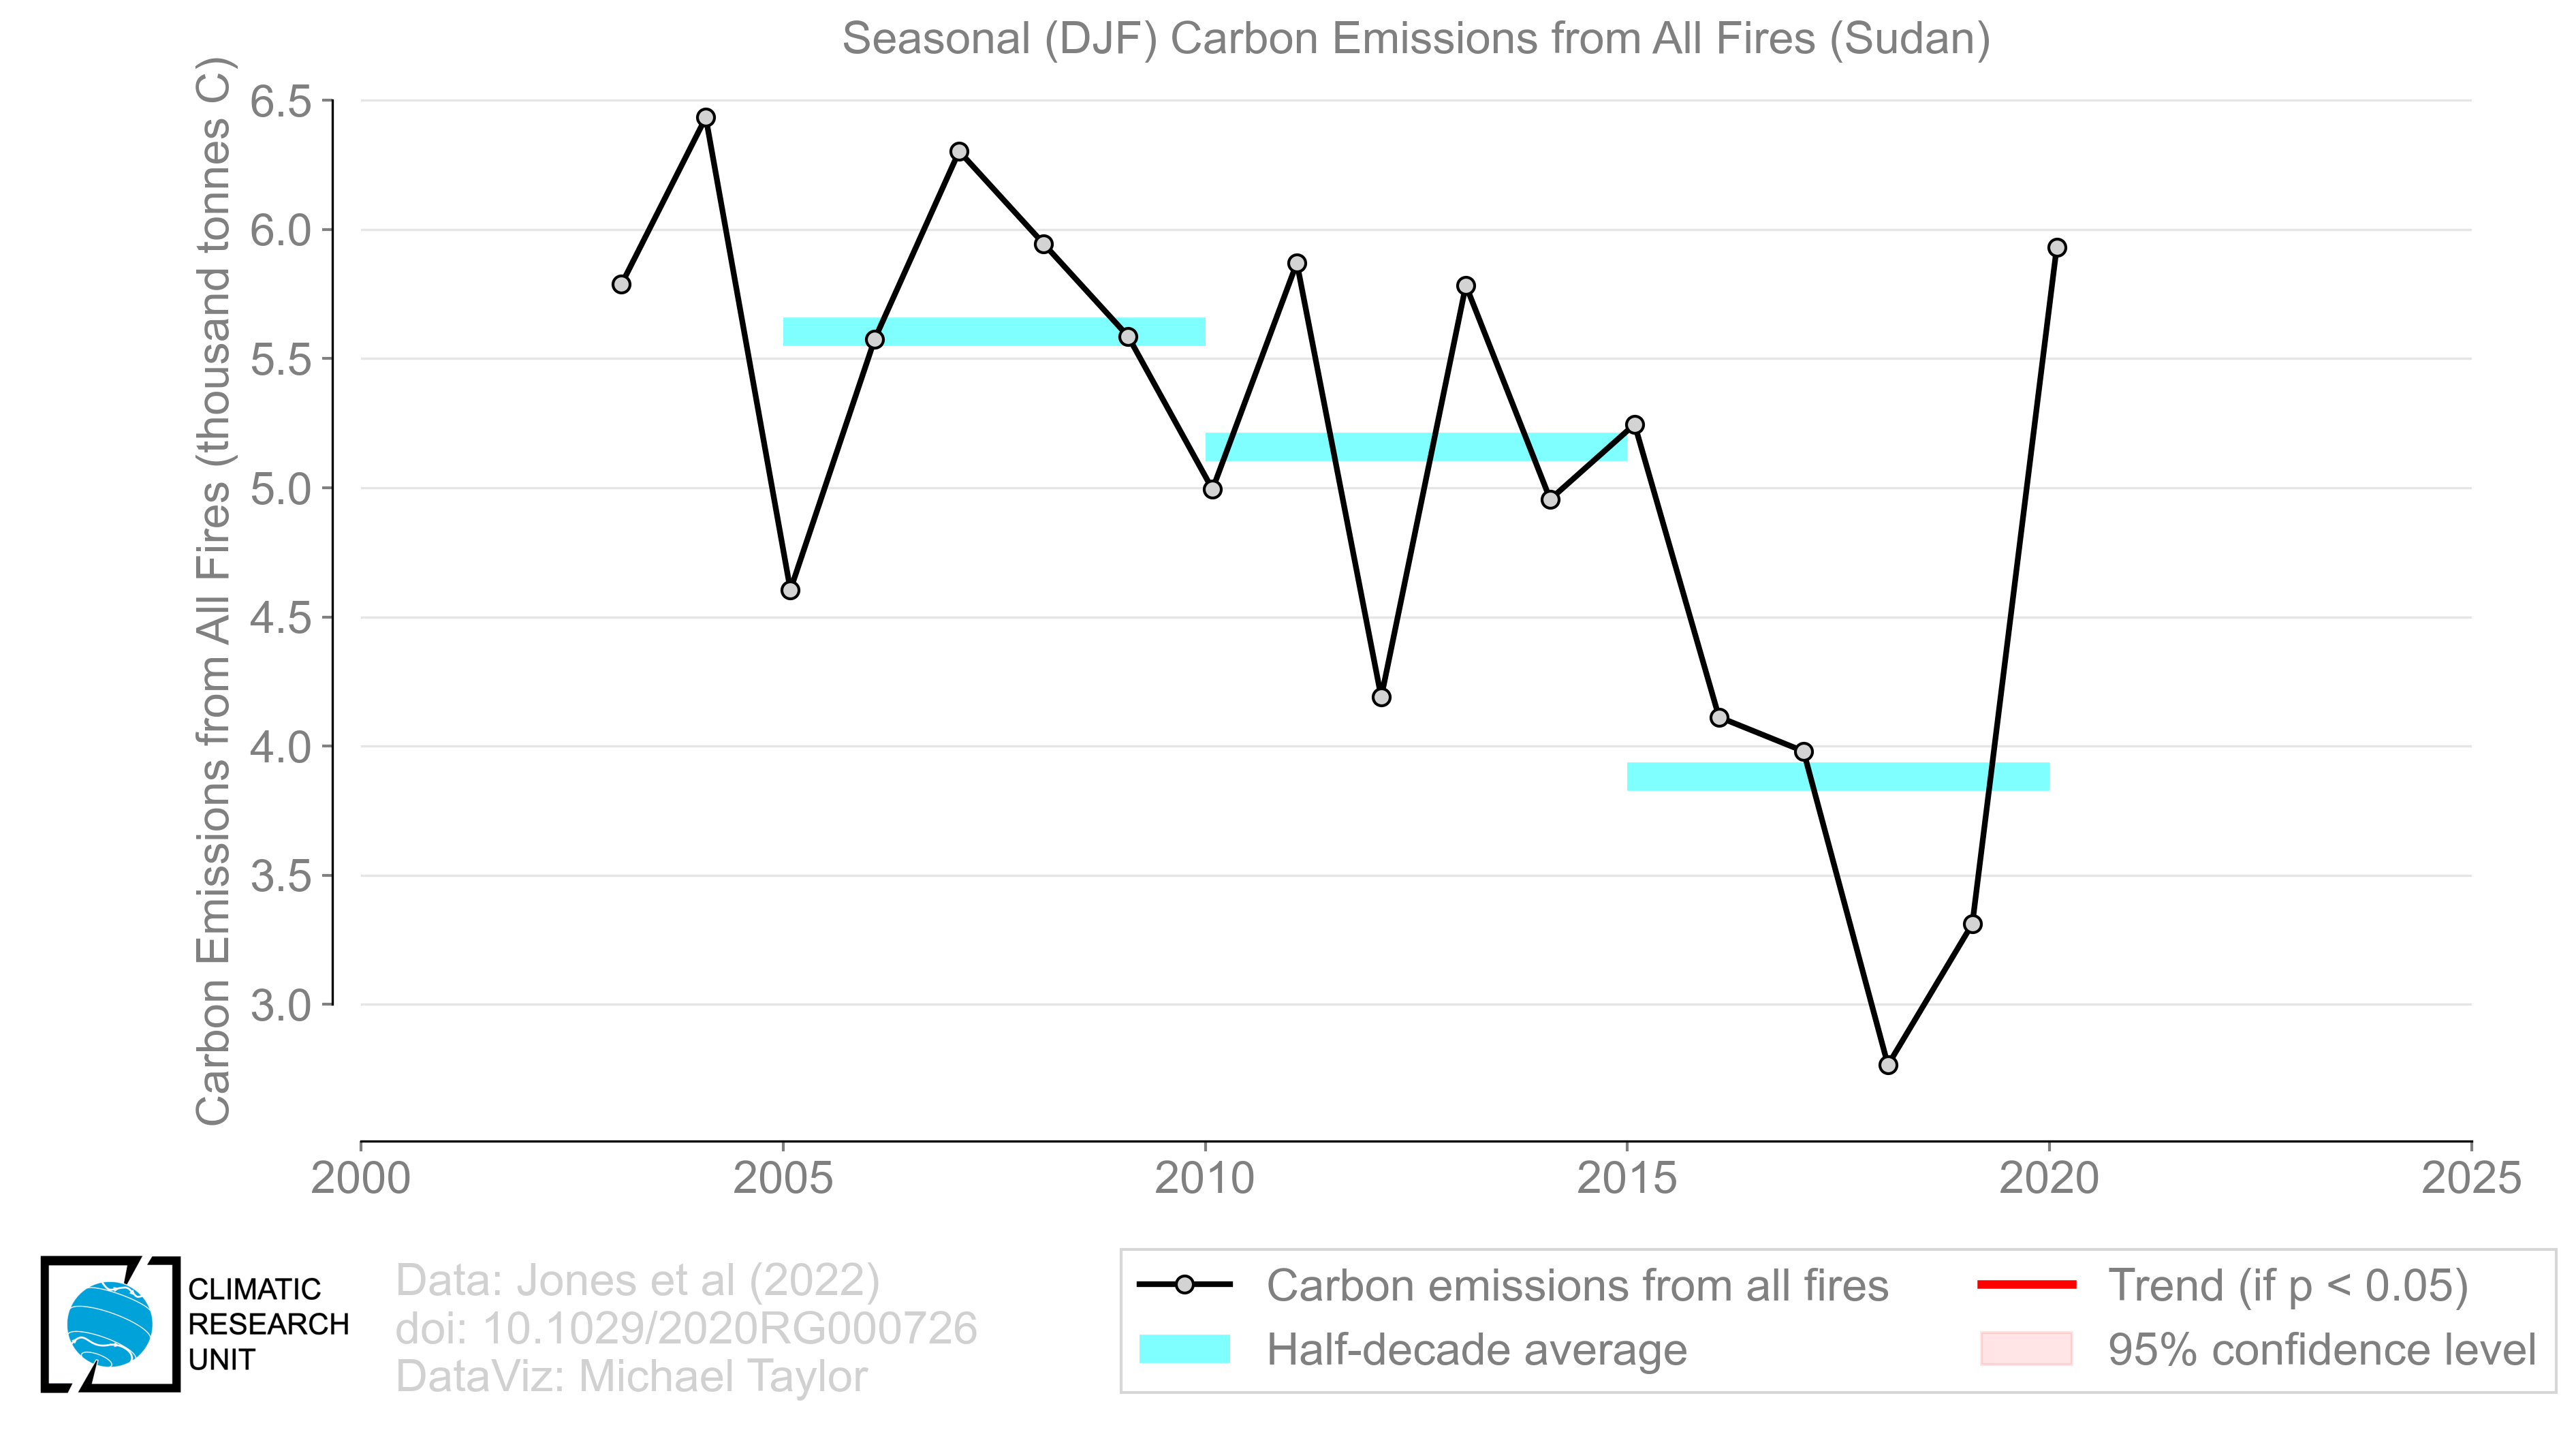 Seasonal (DJF) Carbon Emissions from All Fires (Sudan)
Carbon Emissions from All Fires (thousand tonnes C)
6.5
6.0
5.5
5.0
4.5
4.0
3.5
3.0
2000 2005 2010 2015 2020 2025
CLIMATIC
RESEARCH
UNIT
Data: Jones et al (2022)
doi: 10.1029/2020RG000726
DataViz: Michael Taylor
Carbon emissions from all fires
Half-decade average
Trend (if p < 0.05)
95% confidence level